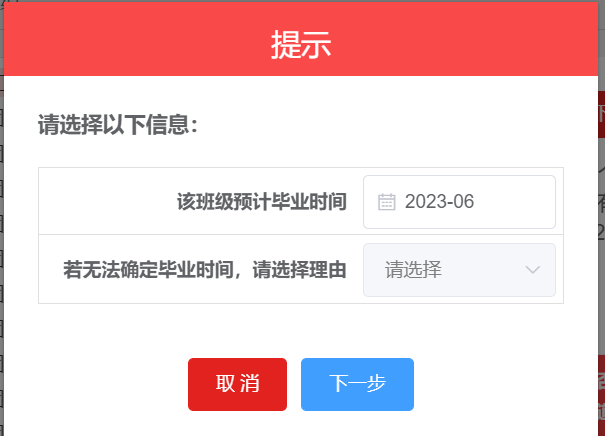 提示
请选择以下信息：
该班级预计毕业时间 2023-06
若无法确定毕业时间，请选择理由 请选择
取 消 下一步